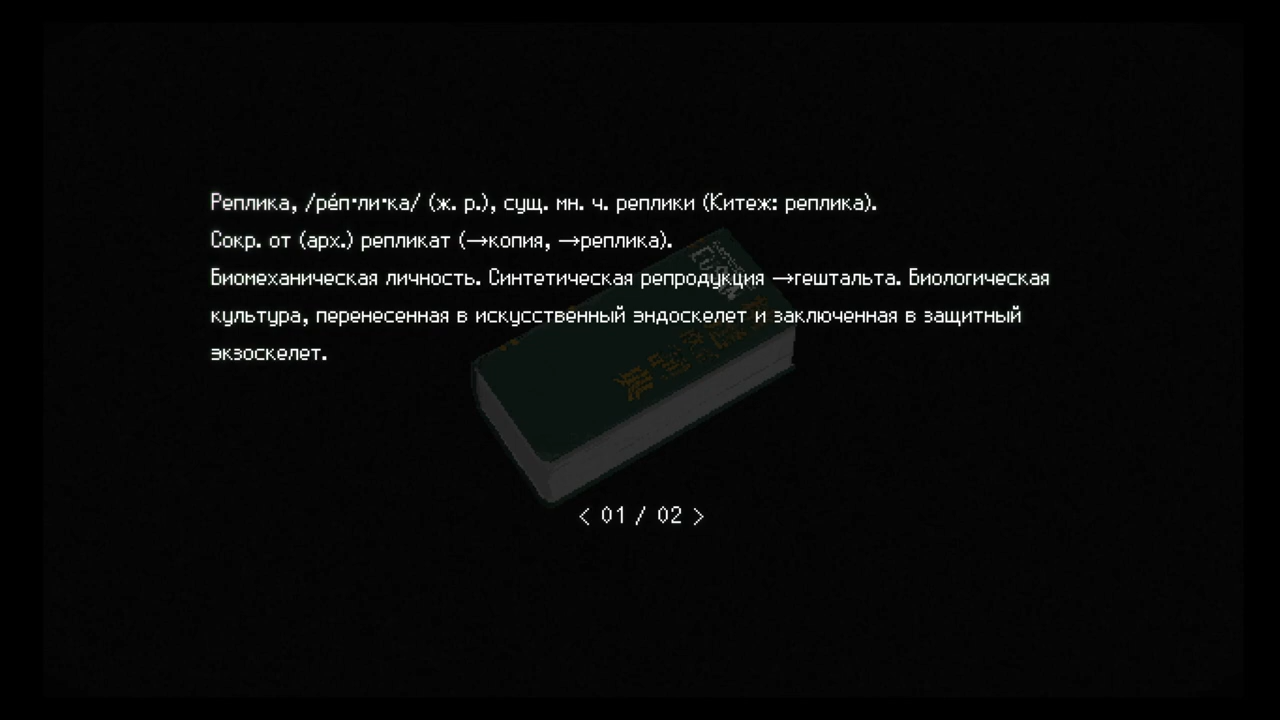 Реплика, /ре́п·ли·ка/ (ж. р.), сущ. мн. ч. реплики (Китеж: реплика).
Сокр. от (арх.) репликат (→копия, →реплика).
Биомеханическая личность. Синтетическая репродукция →гештальта. Биологическая
культура, перенесенная в искусственный эндоскелет и заключенная в защитный
экзоскелет.
< 01 / 02 >